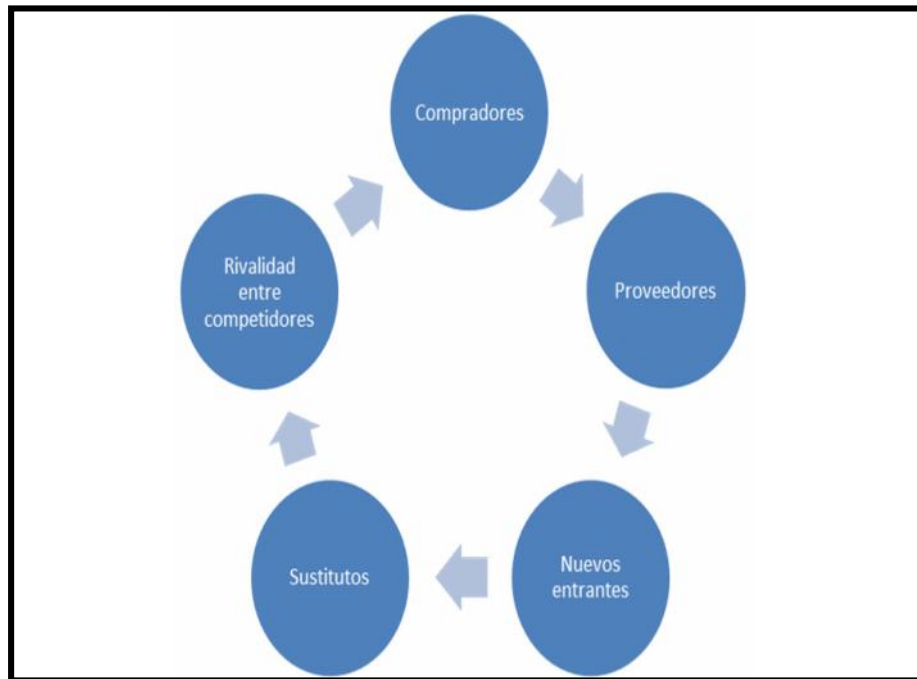 Compradores
Proveedores
Nuevos
entrantes
Sustitutos
Rivalidad
entre
competidores